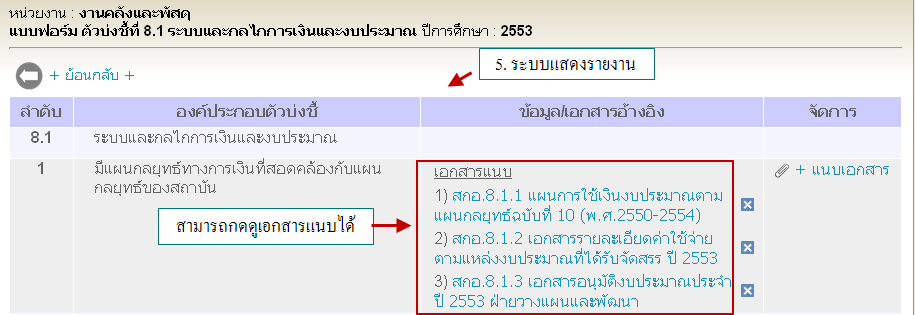 หน่วยงาน : งานคลังและพัสดุ
แบบฟอร์ม ตัวบ่งชี้ที่ 8.1 ระบบและกลไกการเงินและงบประมาณ ปีการศึกษา : 2553
+ ย้อนกลับ +
5. ระบบแสดงรายงาน
ลำดับ องค์ประกอบตัวบ่งชี้ ข้อมูล/เอกสารอ้างอิง จัดการ
8.1 ระบบและกลไกการเงินและงบประมาณ
1 มีแผนกลยุทธ์ทางการเงินที่สอดคล้องกับแผน
กลยุทธ์ของสถาบัน
เอกสารแนบ
1) สกอ.8.1.1 แผนการใช้เงินงบประมาณตาม
แผนกลยุทธ์ฉบับที่ 10 (พ.ศ.2550-2554)
2) สกอ.8.1.2 เอกสารรายละเอียดค่าใช้จ่าย
ตามแหล่งงบประมาณที่ได้รับจัดสรร ปี 2553
3) สกอ.8.1.3 เอกสารอนุมัติงบประมาณประจำ
ปี 2553 ฝ่ายวางแผนและพัฒนา
+ แนบเอกสาร
สามารถกดดูเอกสารแนบได้